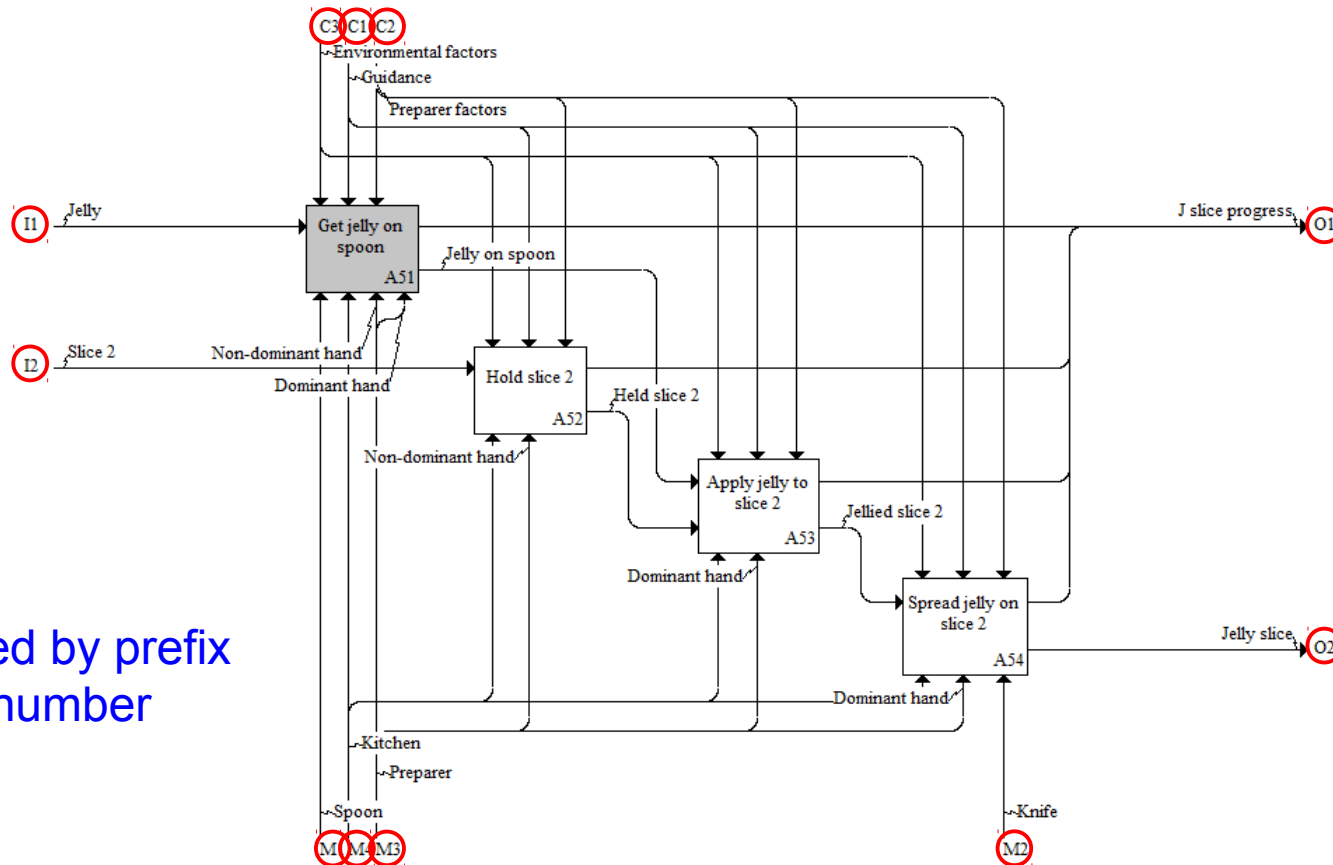 C3 C1 C2
Environmental factors
Guidance
Preparer factors
I1
Jelly
J slice progress
O1
Get jelly on
spoon
A51
Jelly on spoon
I2
Slice 2
Non-dominant hand
Dominant hand
Hold slice 2
A52
Held slice 2
Non-dominant hand
Apply jelly to
slice 2
A53
Jellied slice 2
Dominant hand
Spread jelly on
slice 2
A54
Jelly slice
O2
Dominant hand
ed by prefix
number
Kitchen
Preparer
Spoon
Knife
M M4 M3
M2